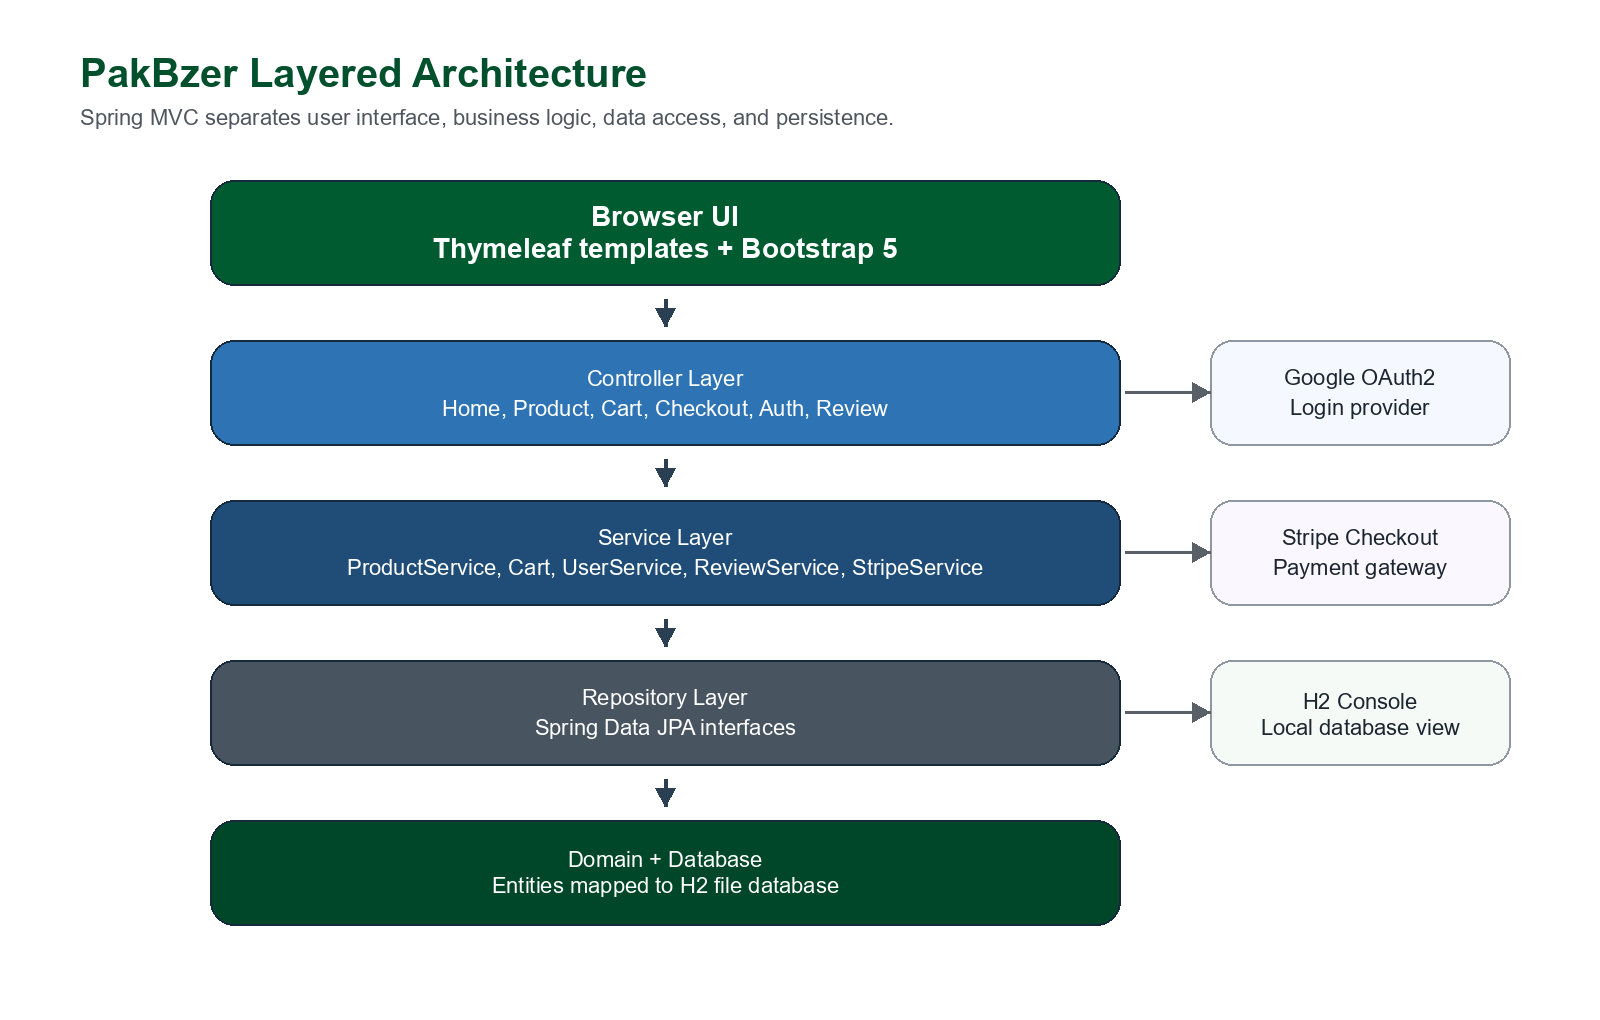 PakBzer Layered Architecture
Spring MVC separates user interface, business logic, data access, and persistence.
Browser UI
Thymeleaf templates + Bootstrap 5
Controller Layer
Home, Product, Cart, Checkout, Auth, Review
Google OAuth2
Login provider
Service Layer
ProductService, Cart, UserService, ReviewService, StripeService
Stripe Checkout
Payment gateway
Repository Layer
Spring Data JPA interfaces
H2 Console
Local database view
Domain + Database
Entities mapped to H2 file database